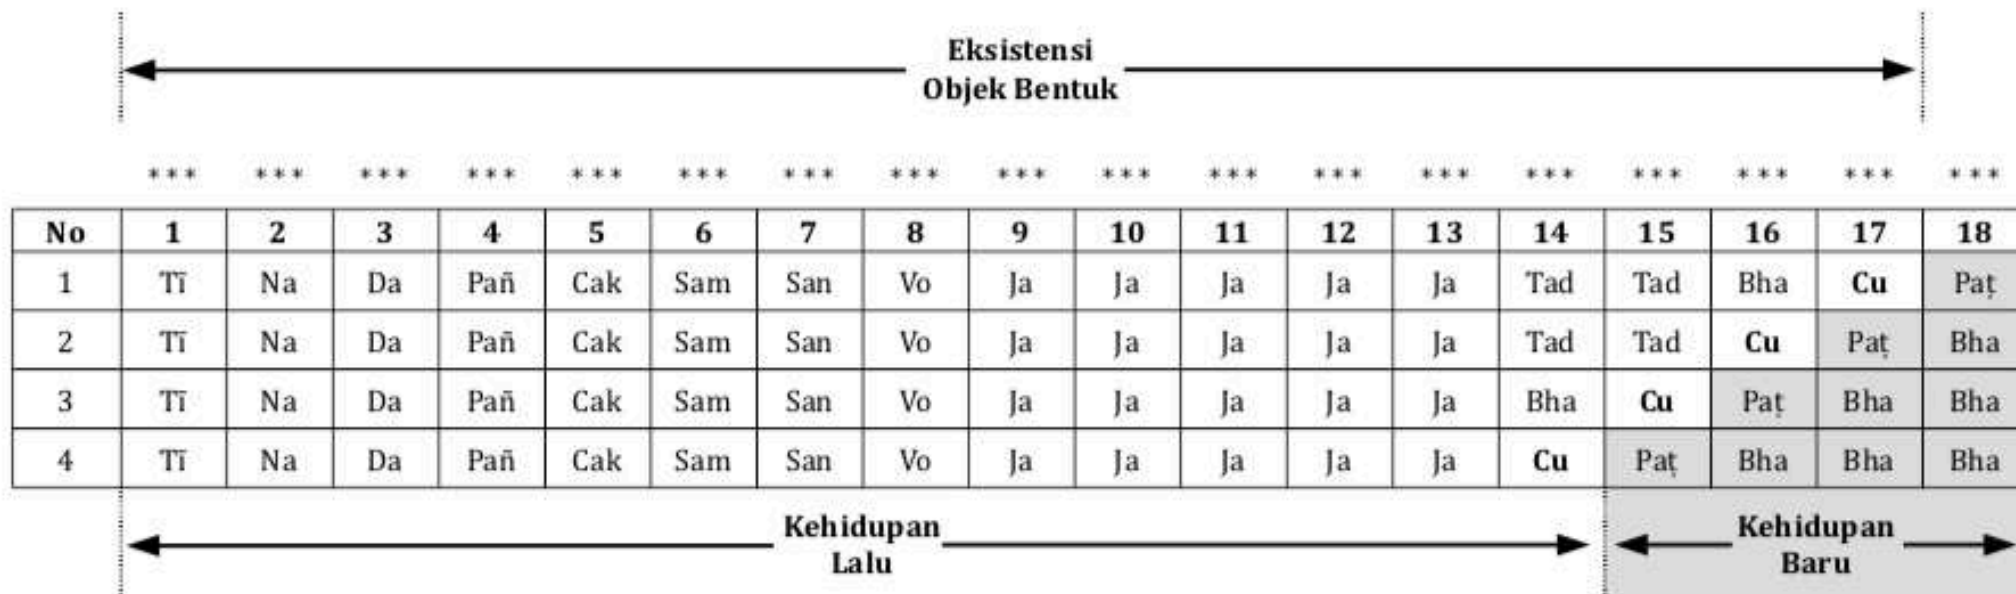 Eksistensi
Objek Bentuk
*** *** *** *** *** *** *** *** *** *** *** *** *** *** *** *** *** ***
No 1 2 3 4 5 6 7 8 9 10 11 12 13 14 15 16 17 18
1 Tī Na Da Pañ Cak Sam San Vo Ja Ja Ja Ja Ja Tad Tad Bha Cu Paṭ
2 Tī Na Da Pañ Cak Sam San Vo Ja Ja Ja Ja Ja Tad Tad Cu Paṭ Bha
3 Tī Na Da Pañ Cak Sam San Vo Ja Ja Ja Ja Ja Bha Cu Paṭ Bha Bha
4 Tī Na Da Pañ Cak Sam San Vo Ja Ja Ja Ja Ja Cu Paṭ Bha Bha Bha
Kehidupan
Lalu
Kehidupan
Baru